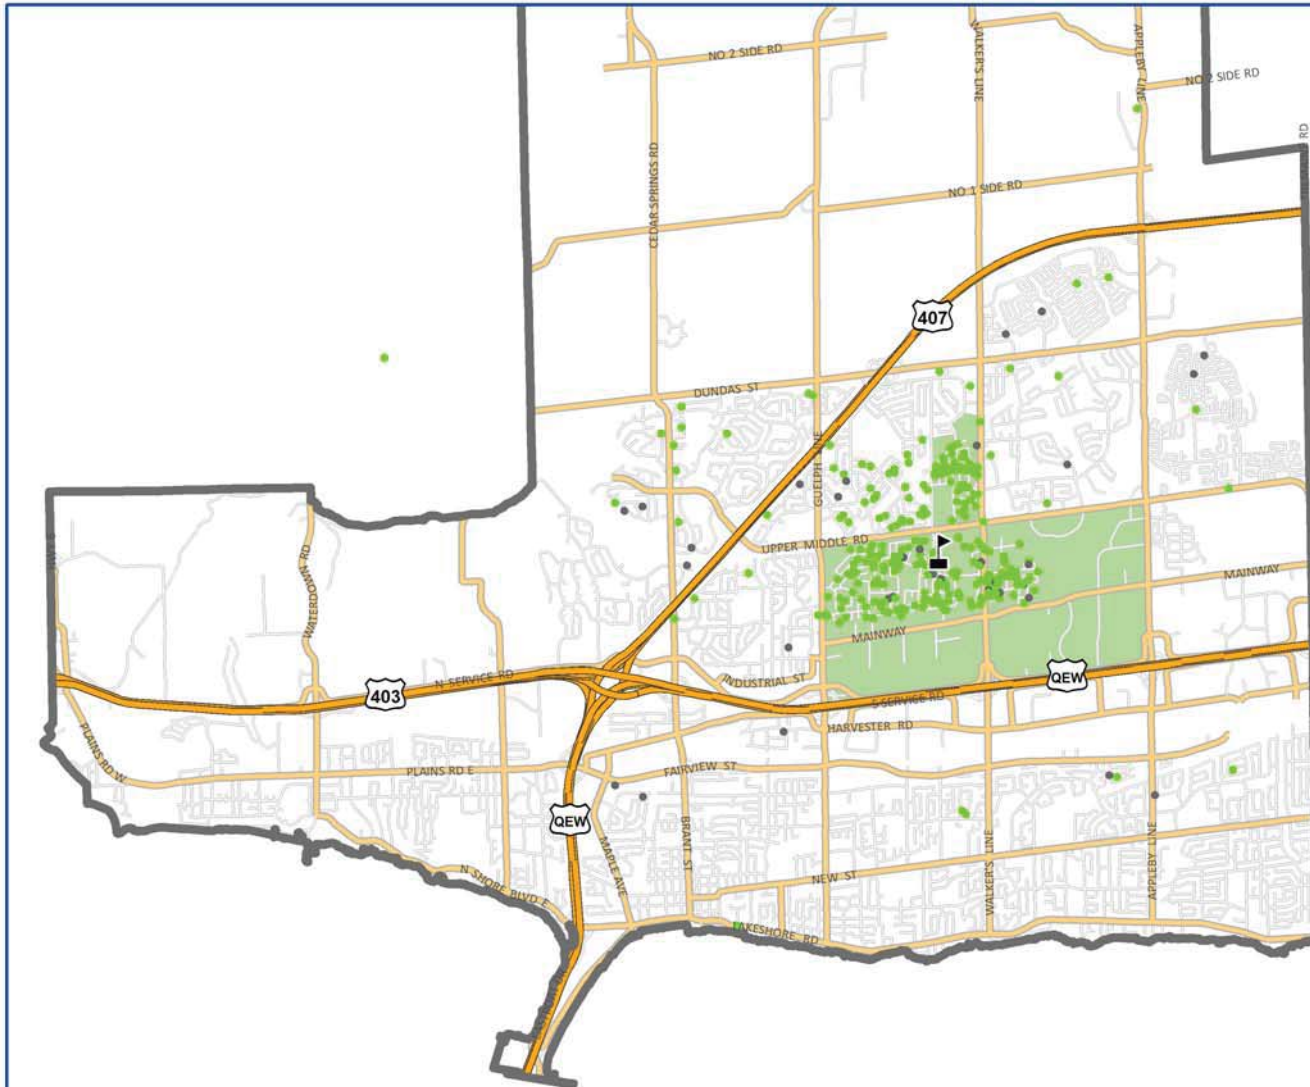 NO 2 SIDE RD
WALKER'S LINE
APPLEBY LINE
NO 2 SIDE RD
CEDAR SPRINGS RD
NO 1 SIDE RD
407
DUNDAS ST
GUELPH LINE
UPPER MIDDLE RD
WATERDOWN RD
MAINWAY
MAINWAY
INDUSTRIAL ST
N SERVICE RD
403
QEW
S SERVICE RD
HARVESTER RD
PLAINS RD W
PLAINS RD E
FAIRVIEW ST
QEW
BRANT ST
MAPLE AVE
WALKER'S LINE
APPLEBY LINE
NEW ST
N SHORE BLVD E
LAKESHORE RD